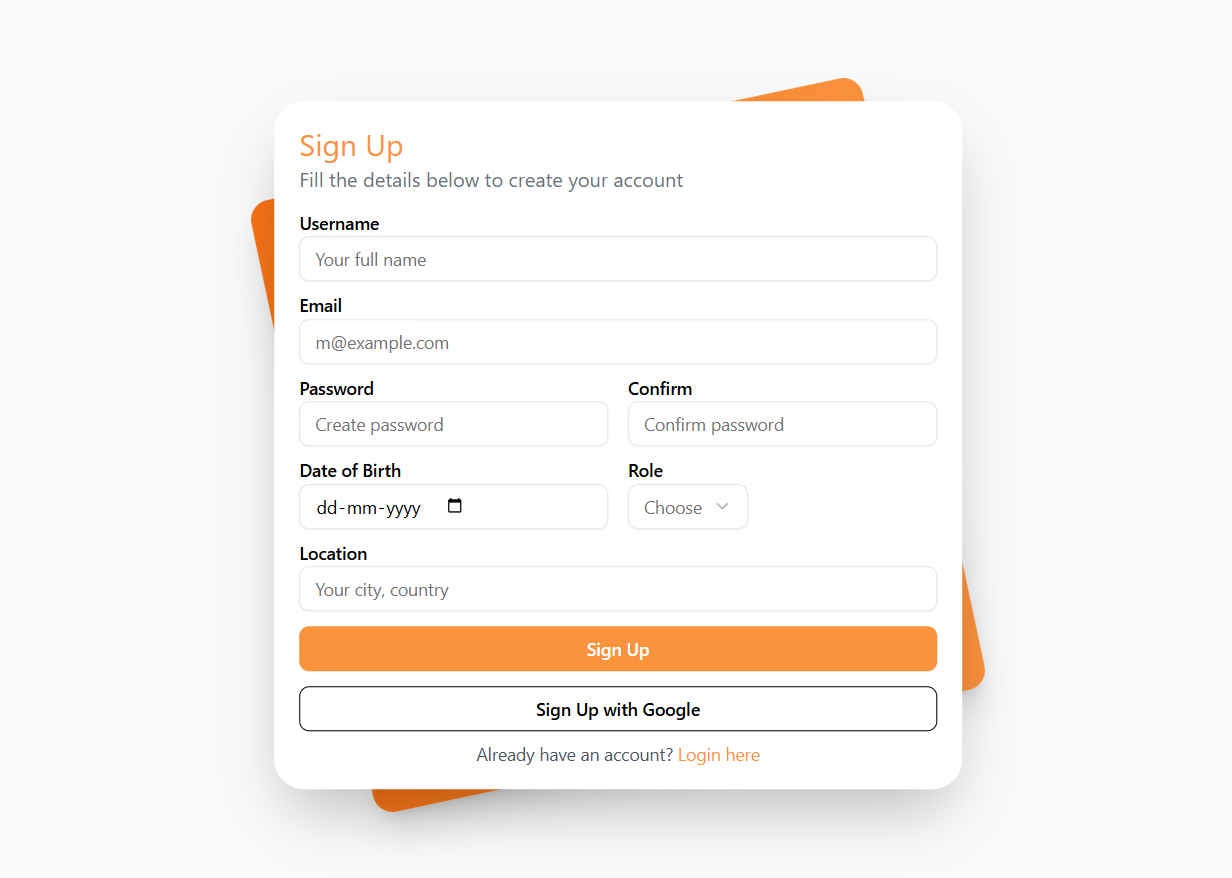 Sign Up
Fill the details below to create your account
Username
Your full name
Email
m@example.com
Password Confirm
Create password Confirm password
Date of Birth Role
dd-mm-yyyy Choose
Location
Your city, country
Sign Up
Sign Up with Google
Already have an account? Login here